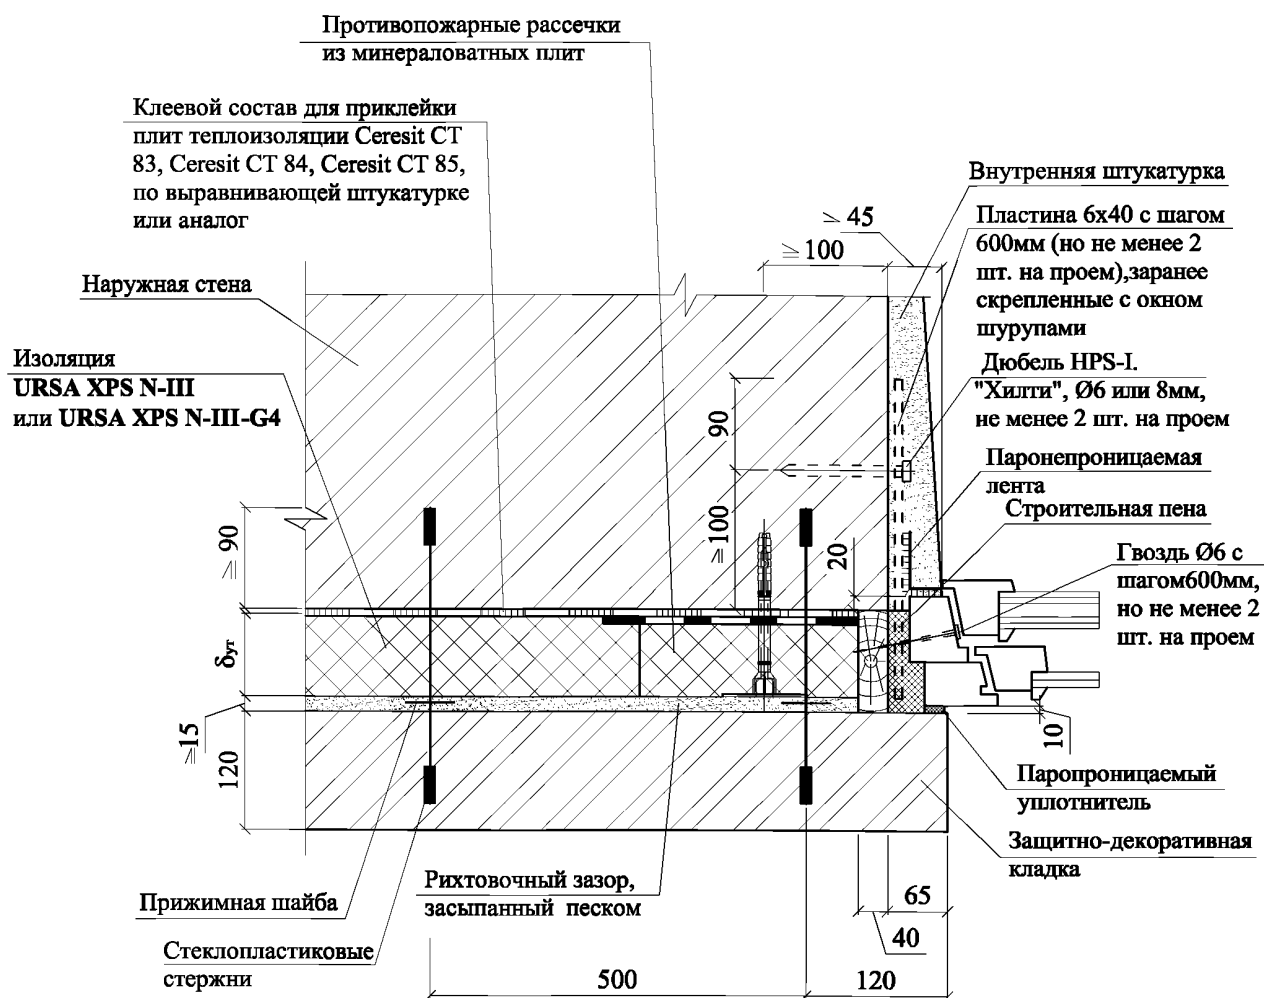 Противопожарные рассечки
из минераловатных плит
Клеевой состав для приклейки
плит теплоизоляции Ceresit CT
83, Ceresit CT 84, Ceresit CT 85,
по выравнивающей штукатурке
или аналог
Наружная стена
Изоляция
URSA XPS N-III
или URSA XPS N-III-G4
Внутренняя штукатурка
Пластина 6х40 с шагом
600мм (но не менее 2
шт. на проем),заранее
скрепленные с окном
шурупами
Дюбель HPS-I.
"Хилти", Ø6 или 8мм,
не менее 2 шт. на проем
Паронепроницаемая
лента
Строительная пена
Гвоздь Ø6 с
шагом600мм,
но не менее 2
шт. на проем
Паропроницаемый
уплотнитель
Защитно-декоративная
кладка
Рихтовочный зазор,
засыпанный песком
Прижимная шайба
Стеклопластиковые
стержни
≥ 45
≥ 100
90
≥100
20
≥ 90
δут
≥15
120
10
65
40
500
120